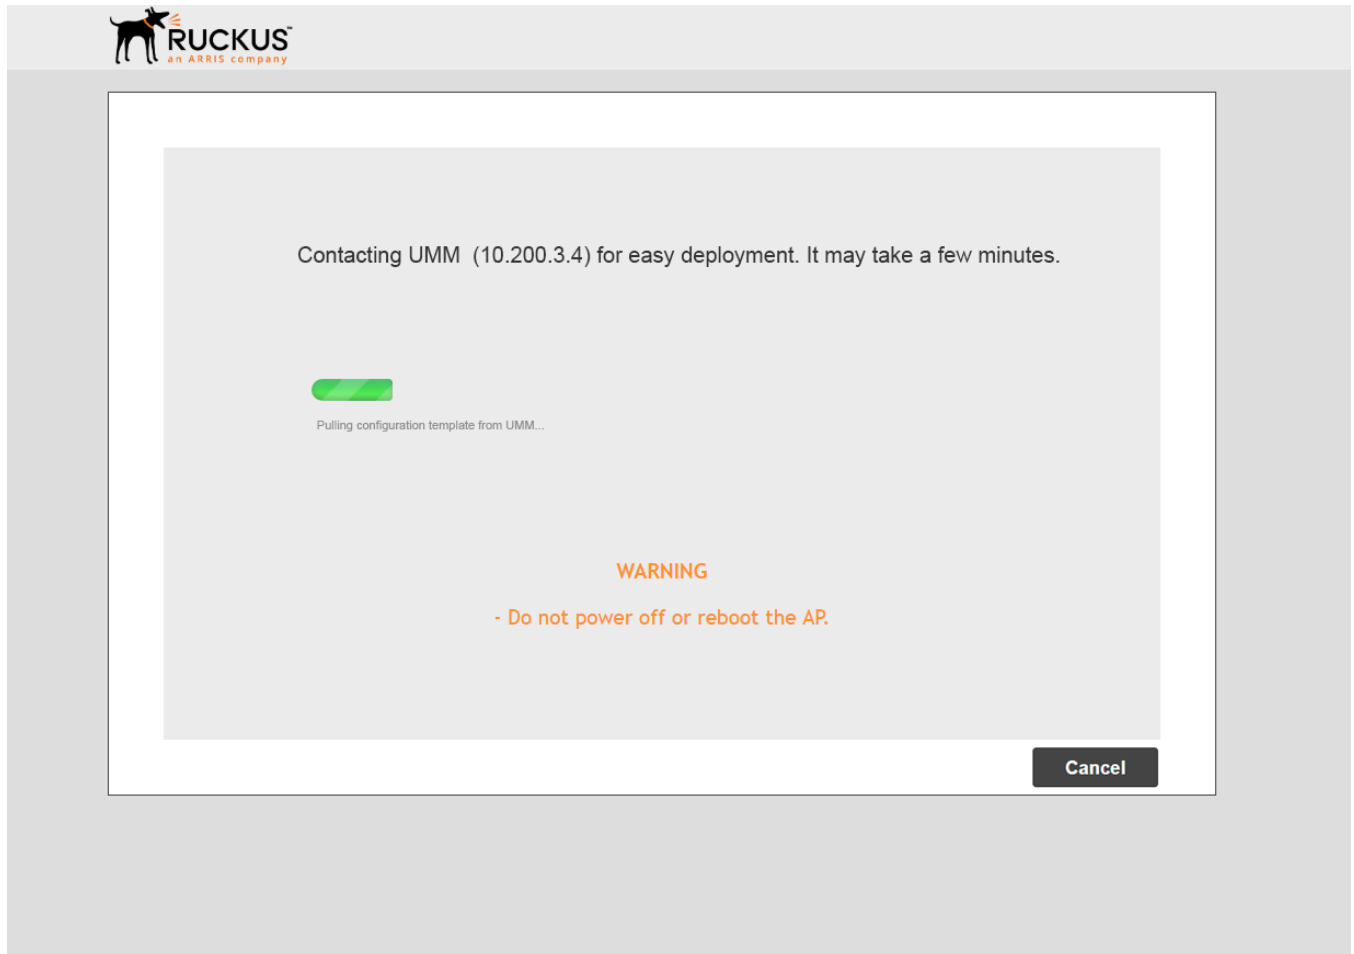 RUCKUS™
an ARRIS company
Contacting UMM (10.200.3.4) for easy deployment. It may take a few minutes.
Pulling configuration template from UMM...
WARNING
- Do not power off or reboot the AP.
Cancel